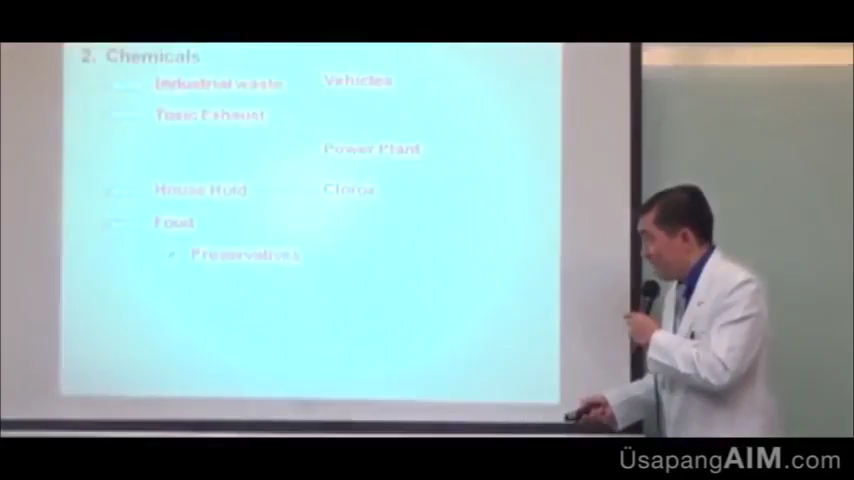 2. Chemicals
Industrial waste Vehicles
Toxic Exhaust
Power Plant
House Hold Clorox
Food
✓ Preservatives
ÜsapangAIM.com